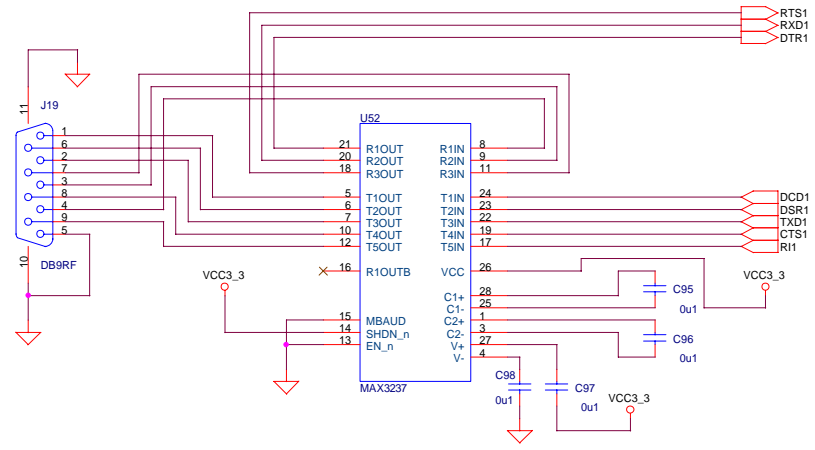 RTS1
RXD1
DTR1
11
J19
1
6
2
7
3
8
4
9
5
10
DB9RF
U52
21 R1OUT R1IN 8
20 R2OUT R2IN 9
18 R3OUT R3IN 11
5 T1OUT T1IN 24 DCD1
6 T2OUT T2IN 23 DSR1
7 T3OUT T3IN 22 TXD1
10 T4OUT T4IN 19 CTS1
12 T5OUT T5IN 17 RI1
16 R1OUTB VCC 26
VCC3_3
VCC3_3
C1+ 28
C1- 25
C2+ 1
C2- 3
V+ 27
V- 4
15 MBAUD
14 SHDN_n
13 EN_n
MAX3237
C95
0u1
C96
0u1
C98
0u1
C97
0u1
VCC3_3